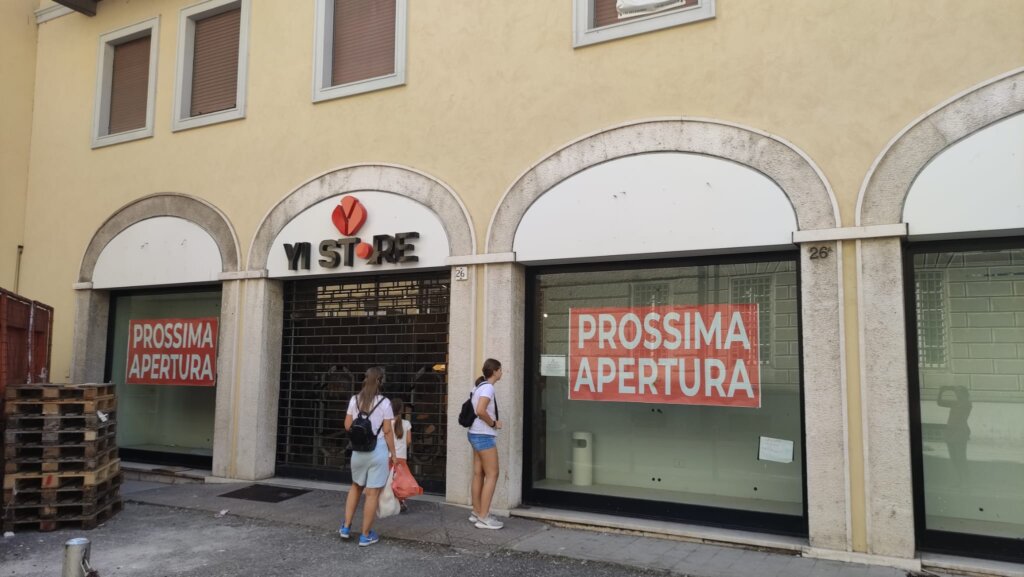 YI STORE
26
26A
PROSSIMA
APERTURA
PROSSIMA
APERTURA